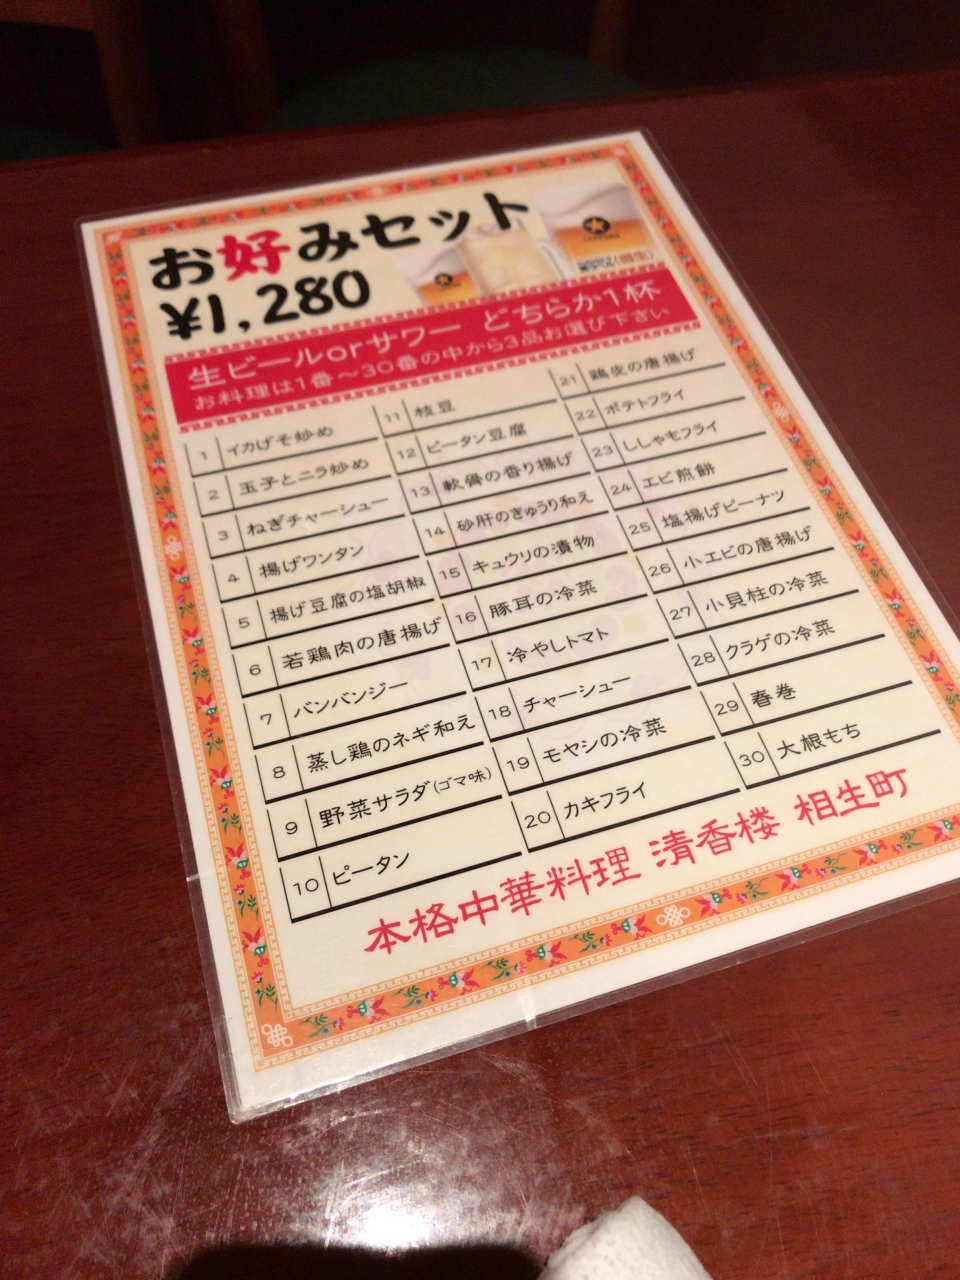 お好みセット
¥1,280
生ビールorサワー どちらか1杯
お料理は1番～30番の中から3品お選び下さい
1 イカげそ炒め
2 玉子とニラ炒め
3 ねぎチャーシュー
4 揚げワンタン
5 揚げ豆腐の塩胡椒
6 若鶏肉の唐揚げ
7 バンバンジー
8 蒸し鶏のネギ和え
9 野菜サラダ(ゴマ味)
10 ピータン
11 枝豆
12 ピータン豆腐
13 軟骨の香り揚げ
14 砂肝のきゅうり和え
15 キュウリの漬物
16 豚耳の冷菜
17 冷やしトマト
18 チャーシュー
19 モヤシの冷菜
20 カキフライ
21 鶏皮の唐揚げ
22 ポテトフライ
23 ししゃもフライ
24 エビ煎餅
25 塩揚げピーナツ
26 小エビの唐揚げ
27 小貝柱の冷菜
28 クラゲの冷菜
29 春巻
30 大根もち
本格中華料理 清香楼 相生町